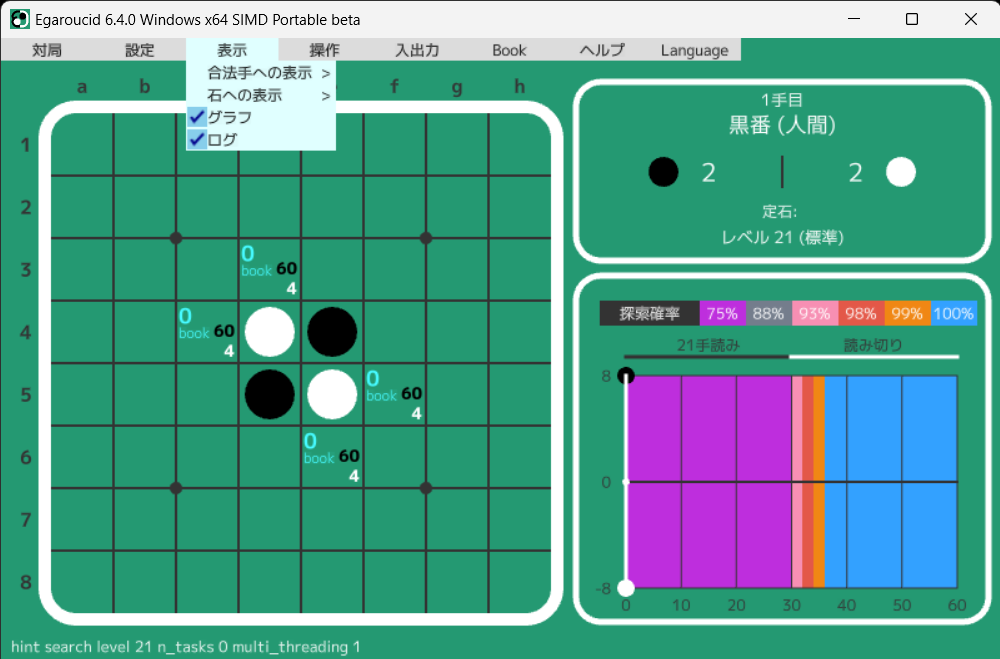 Egaroucid 6.4.0 Windows x64 SIMD Portable beta
対局 設定 表示 操作 入出力 Book ヘルプ Language
合法手への表示 >
石への表示 >
グラフ
ログ
a b f g h
1
2
3
4
5
6
7
8
0
book 60
4
0
book 60
4
0
book 60
4
0
book 60
4
1手目
黒番 (人間)
2 2
定石:
レベル 21 (標準)
探索確率 75% 88% 93% 98% 99% 100%
21手読み 読み切り
8
0
-8
0 10 20 30 40 50 60
hint search level 21 n_tasks 0 multi_threading 1